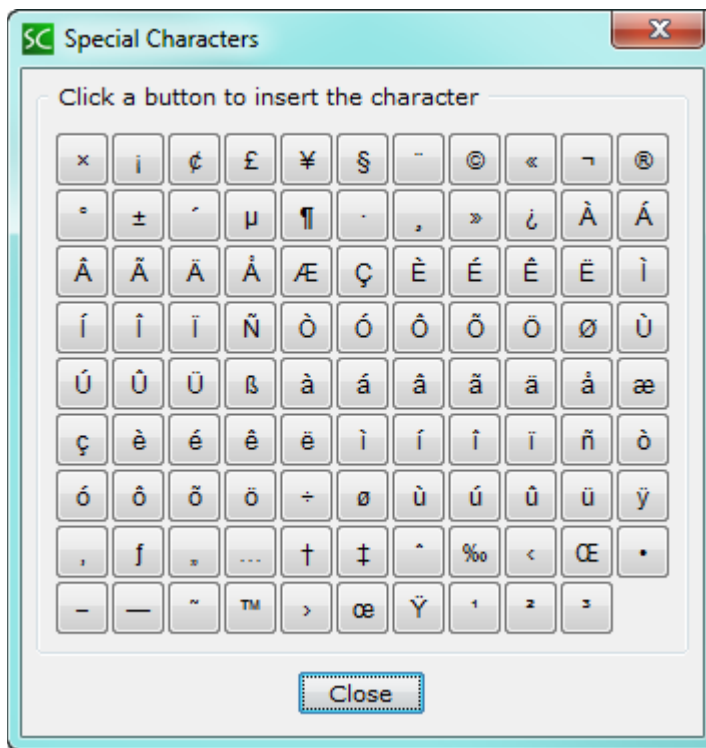 SC Special Characters
Click a button to insert the character
× ¡ ¢ £ ¥ § ¨ © « ¬ ®
° ± ´ µ ¶ · ¸ » ¿ À Á
Â Ã Ä Å Æ Ç È É Ê Ë Ì
Í Î Ï Ñ Ò Ó Ô Õ Ö Ø Ù
Ú Û Ü ß à á â ã ä å æ
ç è é ê ë ì í î ï ñ ò
ó ô õ ö ÷ ø ù ú û ü ÿ
‚ ƒ „ … † ‡ ˆ ‰ ‹ Œ •
– — ˜ ™ › œ Ÿ ¹ ² ³
Close